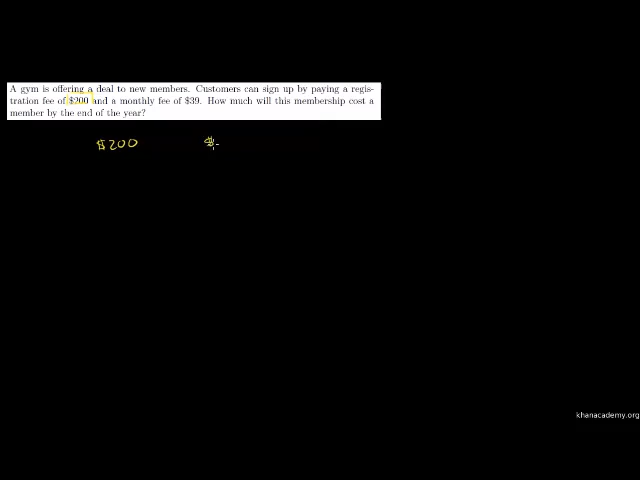 A gym is offering a deal to new members. Customers can sign up by paying a regis-
tration fee of $200 and a monthly fee of $39. How much will this membership cost a
member by the end of the year?
$200 $
khanacademy.org